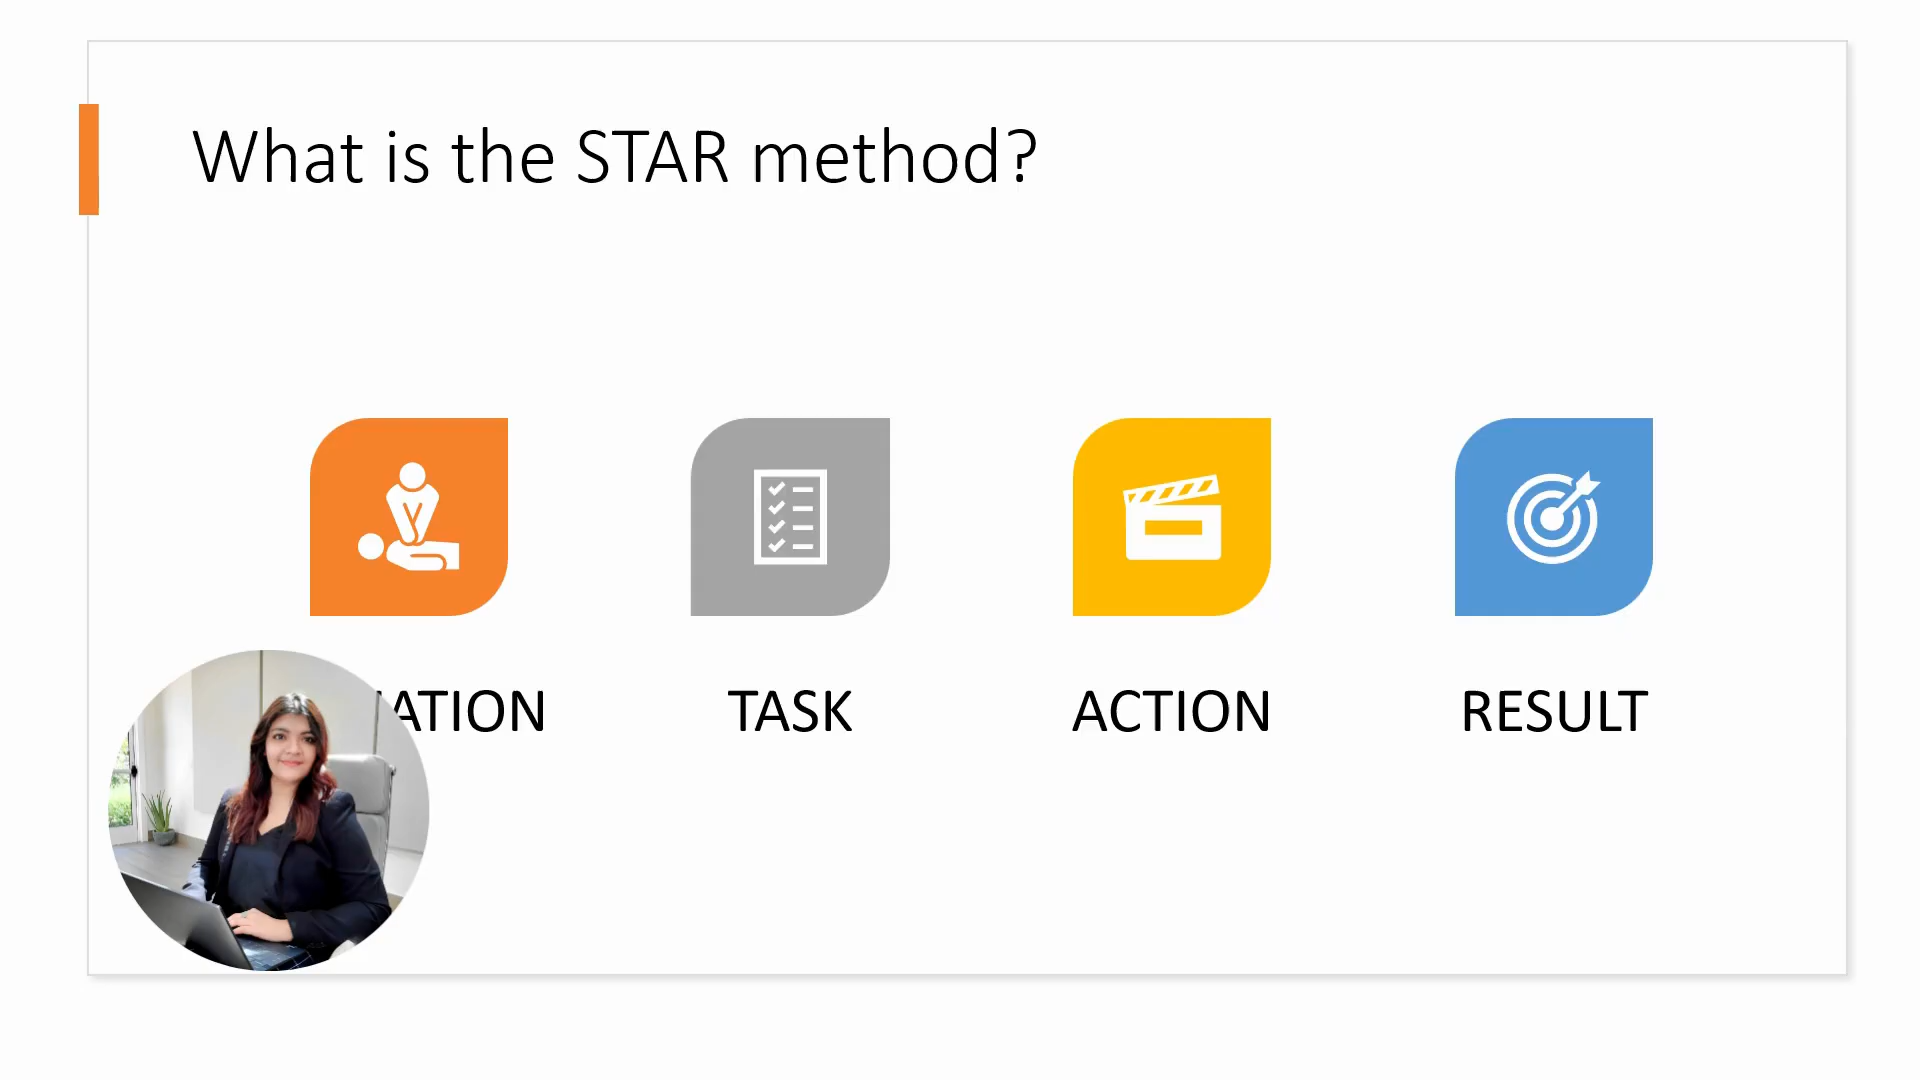 What is the STAR method?
ATION TASK ACTION RESULT